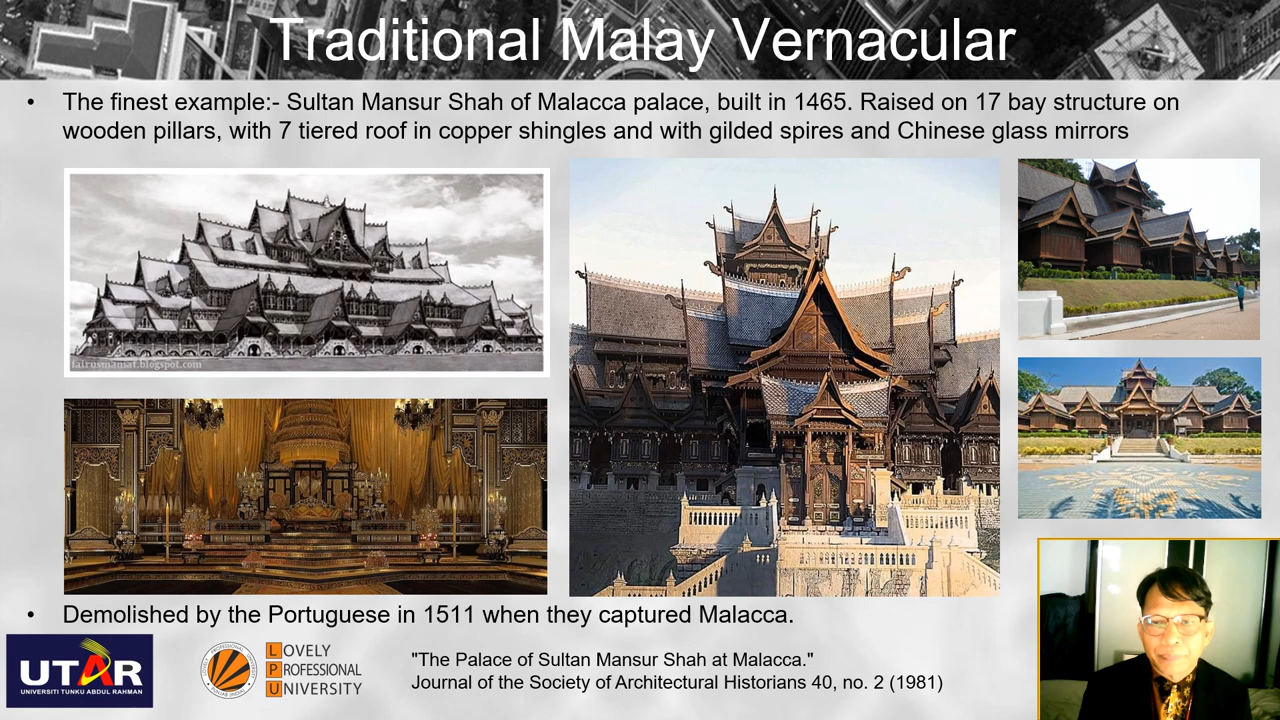 Traditional Malay Vernacular
• The finest example:- Sultan Mansur Shah of Malacca palace, built in 1465. Raised on 17 bay structure on
wooden pillars, with 7 tiered roof in copper shingles and with gilded spires and Chinese glass mirrors
fairusmamat.blogspot.com
• Demolished by the Portuguese in 1511 when they captured Malacca.
UTAR
UNIVERSITI TUNKU ABDUL RAHMAN
LOVELY
PROFESSIONAL
UNIVERSITY
"The Palace of Sultan Mansur Shah at Malacca."
Journal of the Society of Architectural Historians 40, no. 2 (1981)